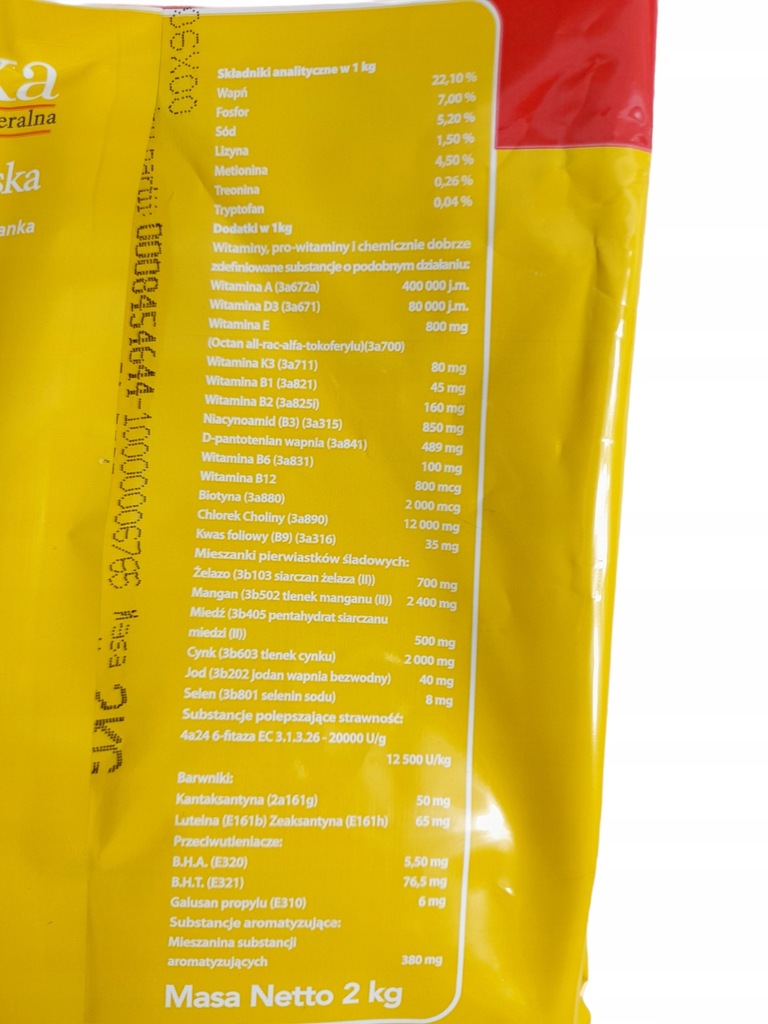 ka
eralna
ska
anka
06X00
partii: 0008454644-1000006765 Masa 2KG
Składniki analityczne w 1 kg
Wapń 22,10 %
Fosfor 7,00 %
Sód 5,20 %
Lizyna 1,50 %
Metionina 4,50 %
Treonina 0,26 %
Tryptofan 0,04 %
Dodatki w 1kg
Witaminy, pro-witaminy i chemicznie dobrze
zdefiniowane substancje o podobnym działaniu:
Witamina A (3a672a) 400 000 j.m.
Witamina D3 (3a671) 80 000 j.m.
Witamina E 800 mg
(Octan all-rac-alfa-tokoferylu)(3a700)
Witamina K3 (3a711) 80 mg
Witamina B1 (3a821) 45 mg
Witamina B2 (3a825i) 160 mg
Niacynoamid (B3) (3a315) 850 mg
D-pantotenian wapnia (3a841) 489 mg
Witamina B6 (3a831) 100 mg
Witamina B12 800 mcg
Biotyna (3a880) 2 000 mcg
Chlorek Choliny (3a890) 12 000 mg
Kwas foliowy (B9) (3a316) 35 mg
Mieszanki pierwiastków śladowych:
Żelazo (3b103 siarczan żelaza (II)) 700 mg
Mangan (3b502 tlenek manganu (II)) 2 400 mg
Miedź (3b405 pentahydrat siarczanu
miedzi (II)) 500 mg
Cynk (3b603 tlenek cynku) 2 000 mg
Jod (3b202 jodan wapnia bezwodny) 40 mg
Selen (3b801 selenin sodu) 8 mg
Substancje polepszające strawność:
4a24 6-fitaza EC 3.1.3.26 - 20000 U/g
12 500 U/kg
Barwniki:
Kantaksantyna (2a161g) 50 mg
Luteina (E161b) Zeaksantyna (E161h) 65 mg
Przeciwutleniacze:
B.H.A. (E320) 5,50 mg
B.H.T. (E321) 76,5 mg
Galusan propylu (E310) 6 mg
Substancje aromatyzujące:
Mieszanina substancji
aromatyzujących 380 mg
Masa Netto 2 kg